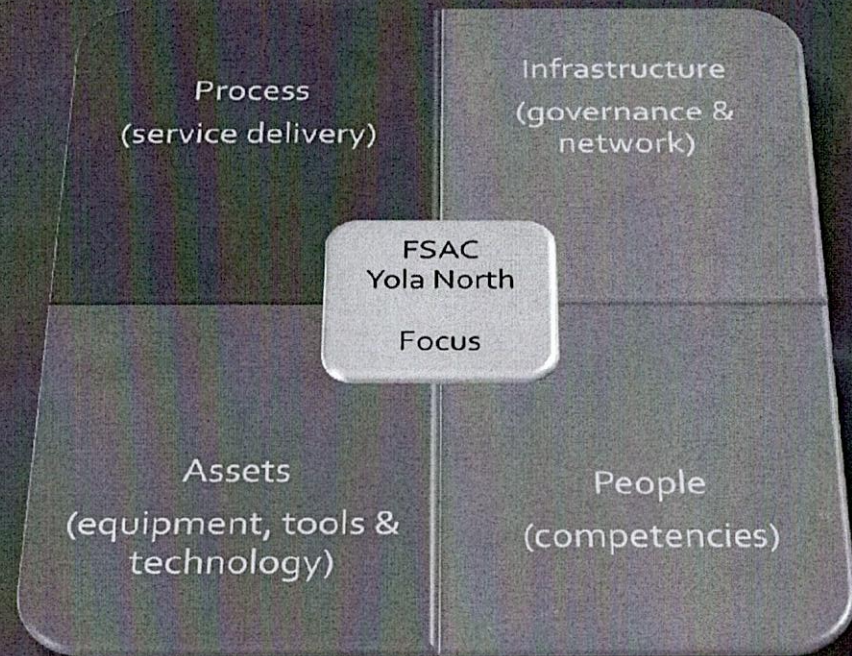 Process
(service delivery)
Infrastructure
(governance &
network)
FSAC
Yola North
Focus
Assets
(equipment, tools &
technology)
People
(competencies)